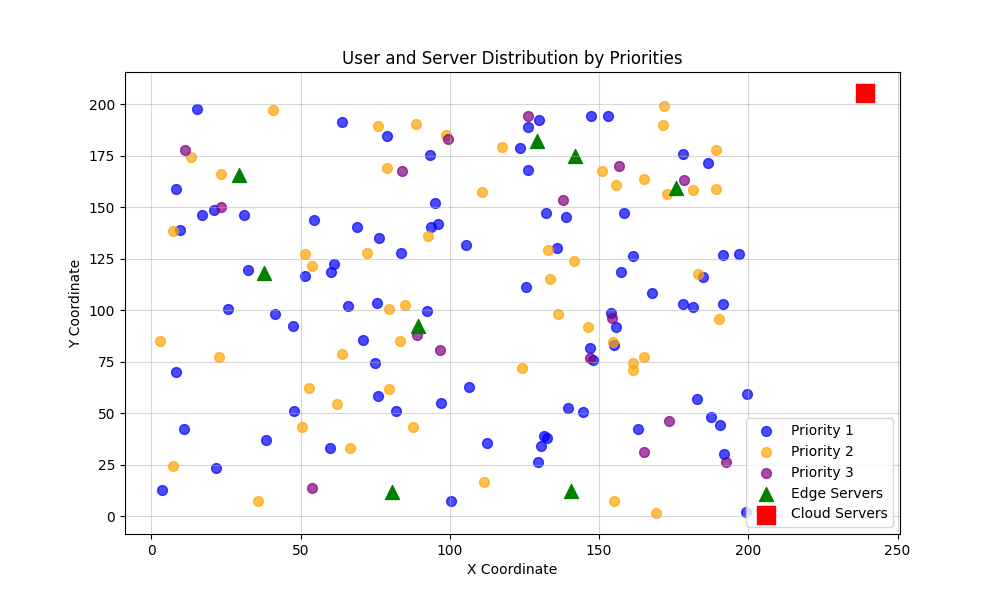 User and Server Distribution by Priorities
Y Coordinate
200
175
150
125
100
75
50
25
0
0
50
100
150
200
250
X Coordinate
Priority 1
Priority 2
Priority 3
Edge Servers
Cloud Servers